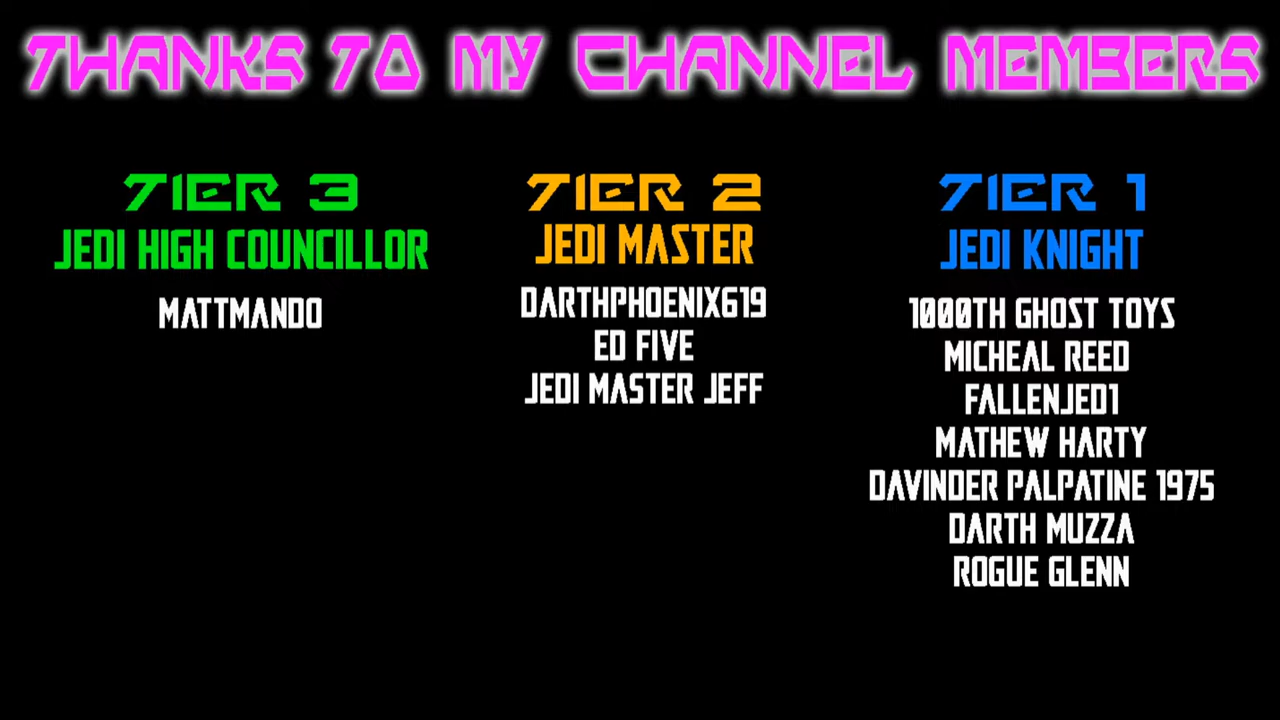 THANKS TO MY CHANNEL MEMBERS
TIER 3
JEDI HIGH COUNCILLOR
MATTMANDO
TIER 2
JEDI MASTER
DARTHPHOENIX619
ED FIVE
JEDI MASTER JEFF
TIER 1
JEDI KNIGHT
1000TH GHOST TOYS
MICHEAL REED
FALLENJED1
MATHEW HARTY
DAVINDER PALPATINE 1975
DARTH MUZZA
ROGUE GLENN